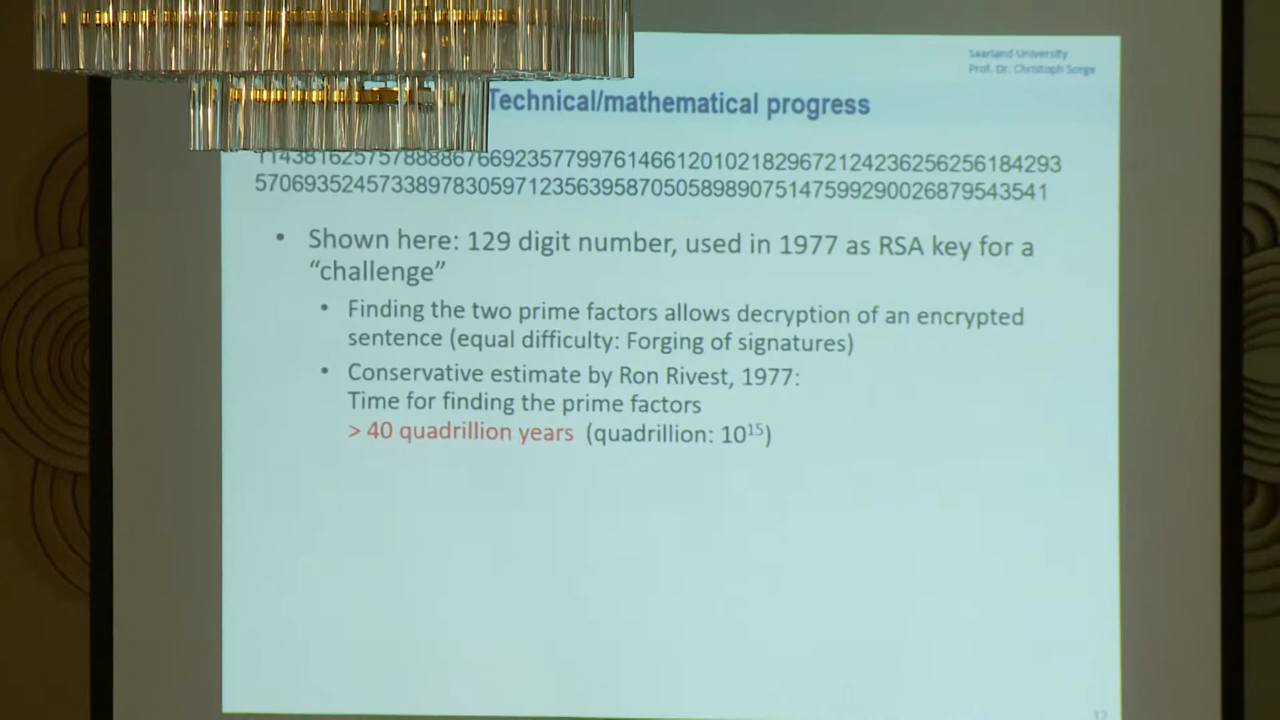 Saarland University
Prof. Dr. Christoph Sorge
Technical/mathematical progress
11438162575788886766923577997614661201021829672124236256256184293
5706935245733897830597123563958705058989075147599290026879543541
• Shown here: 129 digit number, used in 1977 as RSA key for a
“challenge”
• Finding the two prime factors allows decryption of an encrypted
sentence (equal difficulty: Forging of signatures)
• Conservative estimate by Ron Rivest, 1977:
Time for finding the prime factors
> 40 quadrillion years (quadrillion: 10¹⁵)